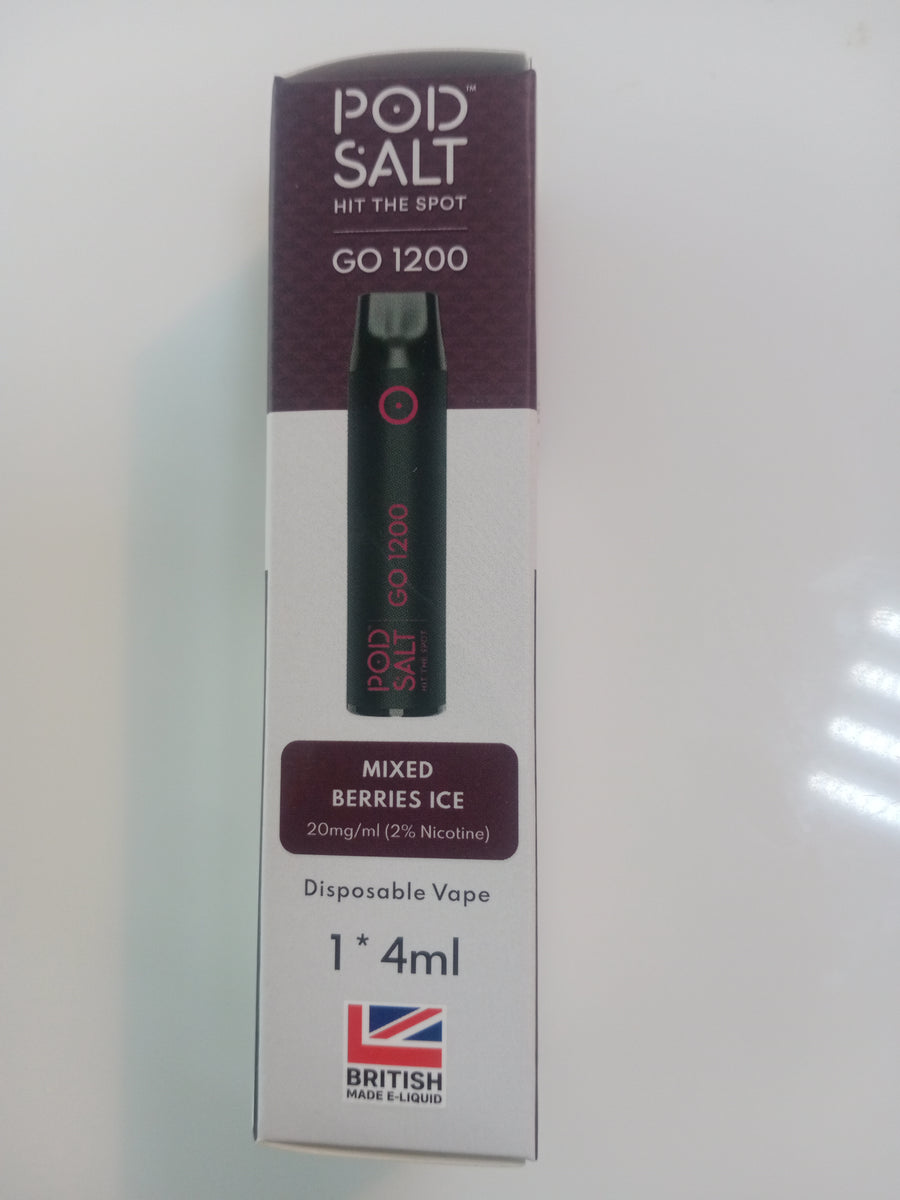 POD™
SALT
HIT THE SPOT
GO 1200
POD™
SALT
HIT THE SPOT
GO 1200
MIXED
BERRIES ICE
20mg/ml (2% Nicotine)
Disposable Vape
1 * 4ml
BRITISH
MADE E-LIQUID